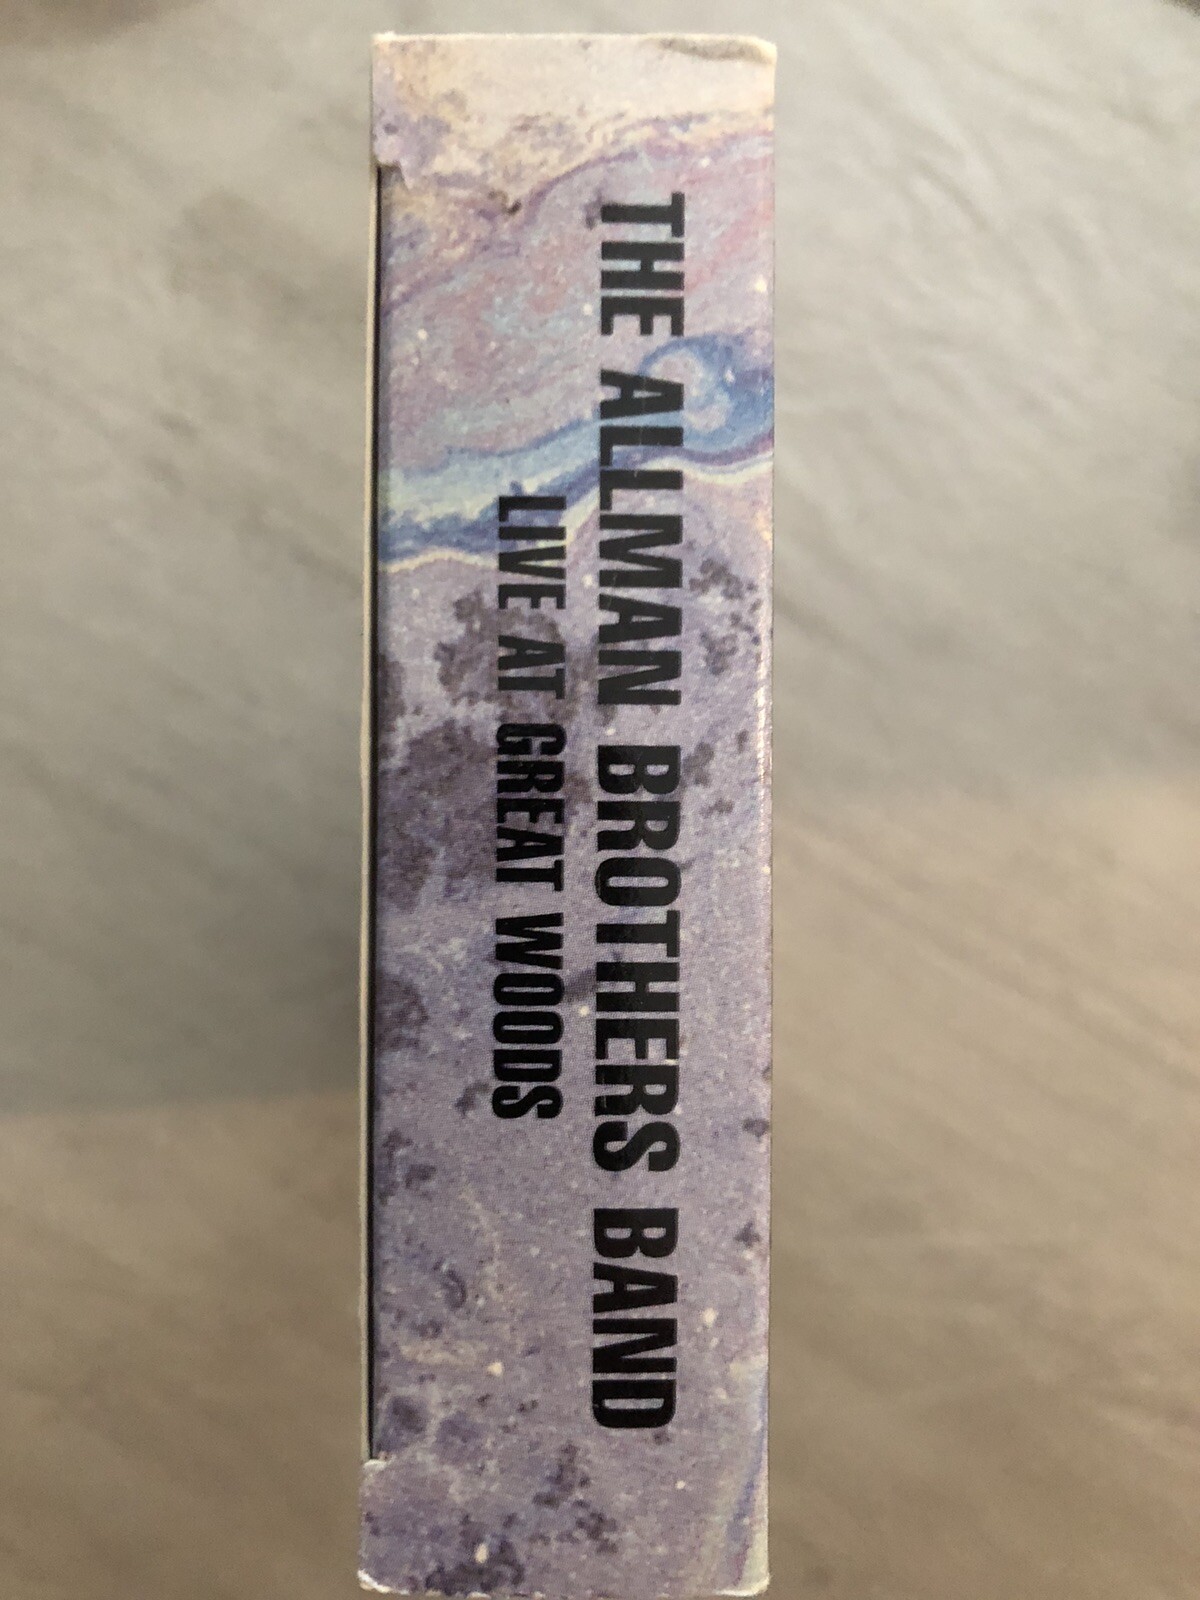 THE ALLMAN BROTHERS BAND
LIVE AT GREAT WOODS